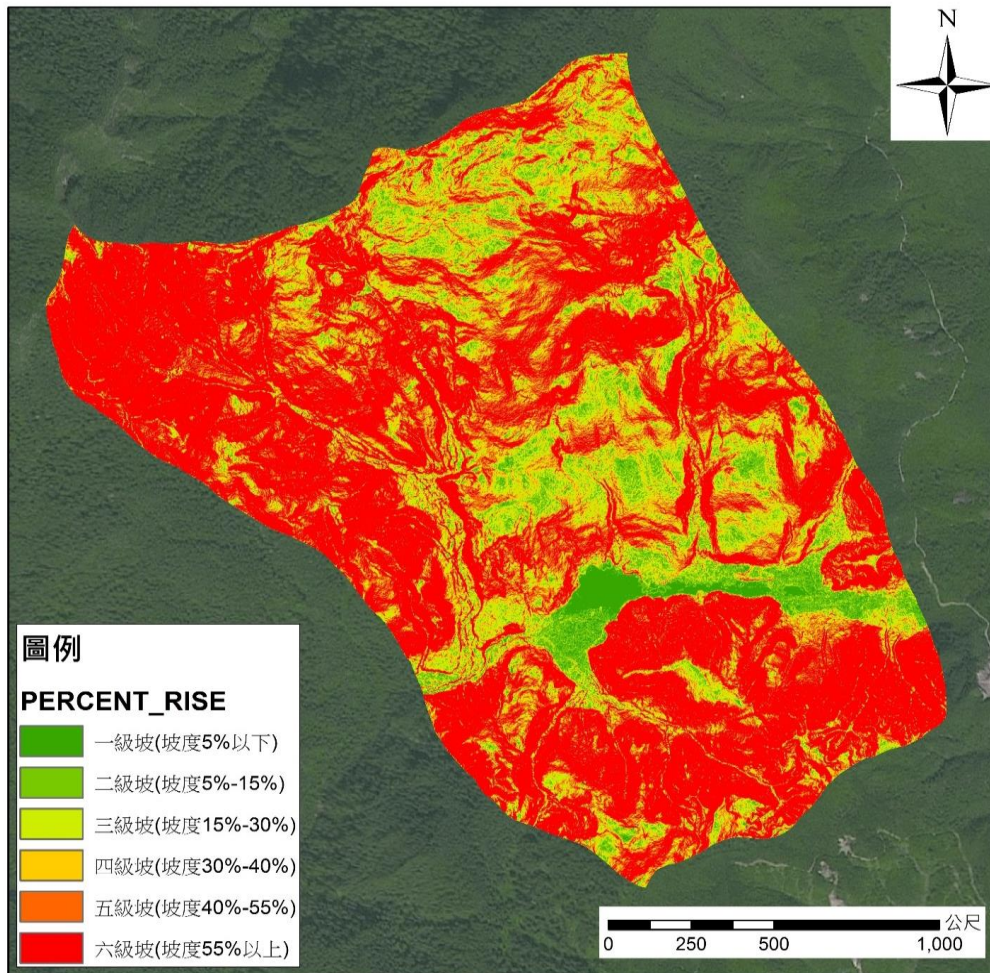 N
圖例
PERCENT_RISE
一級坡(坡度5%以下)
二級坡(坡度5%-15%)
三級坡(坡度15%-30%)
四級坡(坡度30%-40%)
五級坡(坡度40%-55%)
六級坡(坡度55%以上)
公尺
0 250 500 1,000